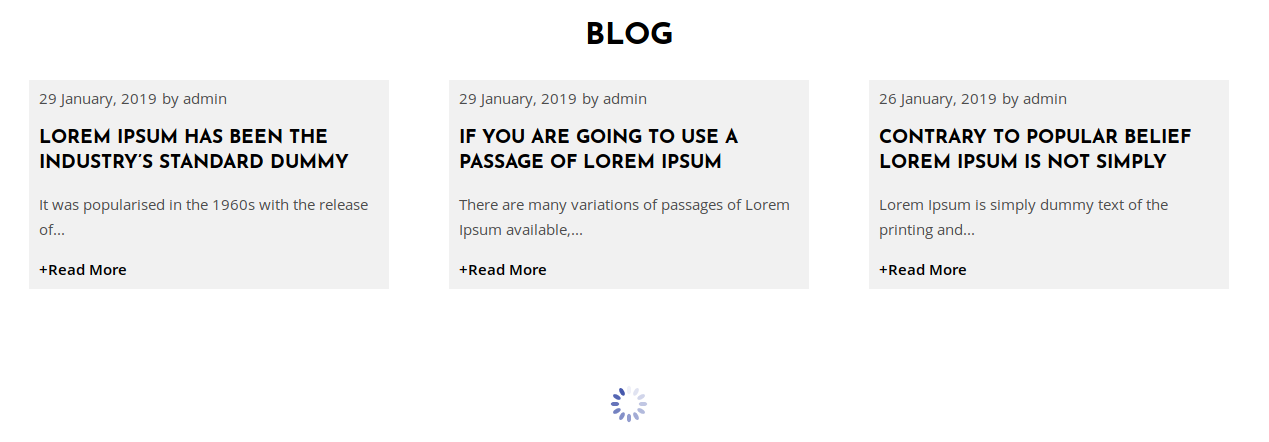 BLOG
29 January, 2019 by admin
LOREM IPSUM HAS BEEN THE
INDUSTRY'S STANDARD DUMMY
It was popularised in the 1960s with the release
of...
+Read More
29 January, 2019 by admin
IF YOU ARE GOING TO USE A
PASSAGE OF LOREM IPSUM
There are many variations of passages of Lorem
Ipsum available,...
+Read More
26 January, 2019 by admin
CONTRARY TO POPULAR BELIEF
LOREM IPSUM IS NOT SIMPLY
Lorem Ipsum is simply dummy text of the
printing and...
+Read More